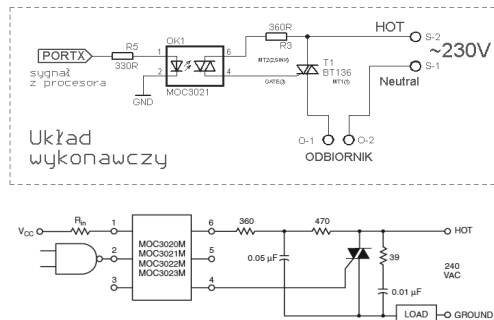 360R
R3
HOT
S-2
~230V
S-1
Neutral
OK1
PORTX
R5
330R
1
6
2
4
MOC3021
GND
sygnał
z procesora
MT2(2,SINK)
T1
BT136
GATE(3)
MT1(1)
O-1
O-2
ODBIORNIK
Układ
wykonawczy
VCC
Rin
1
MOC3020M
MOC3021M
MOC3022M
MOC3023M
6
360
470
HOT
2
5
0.05 µF
39
240
VAC
3
4
0.01 µF
LOAD
GROUND